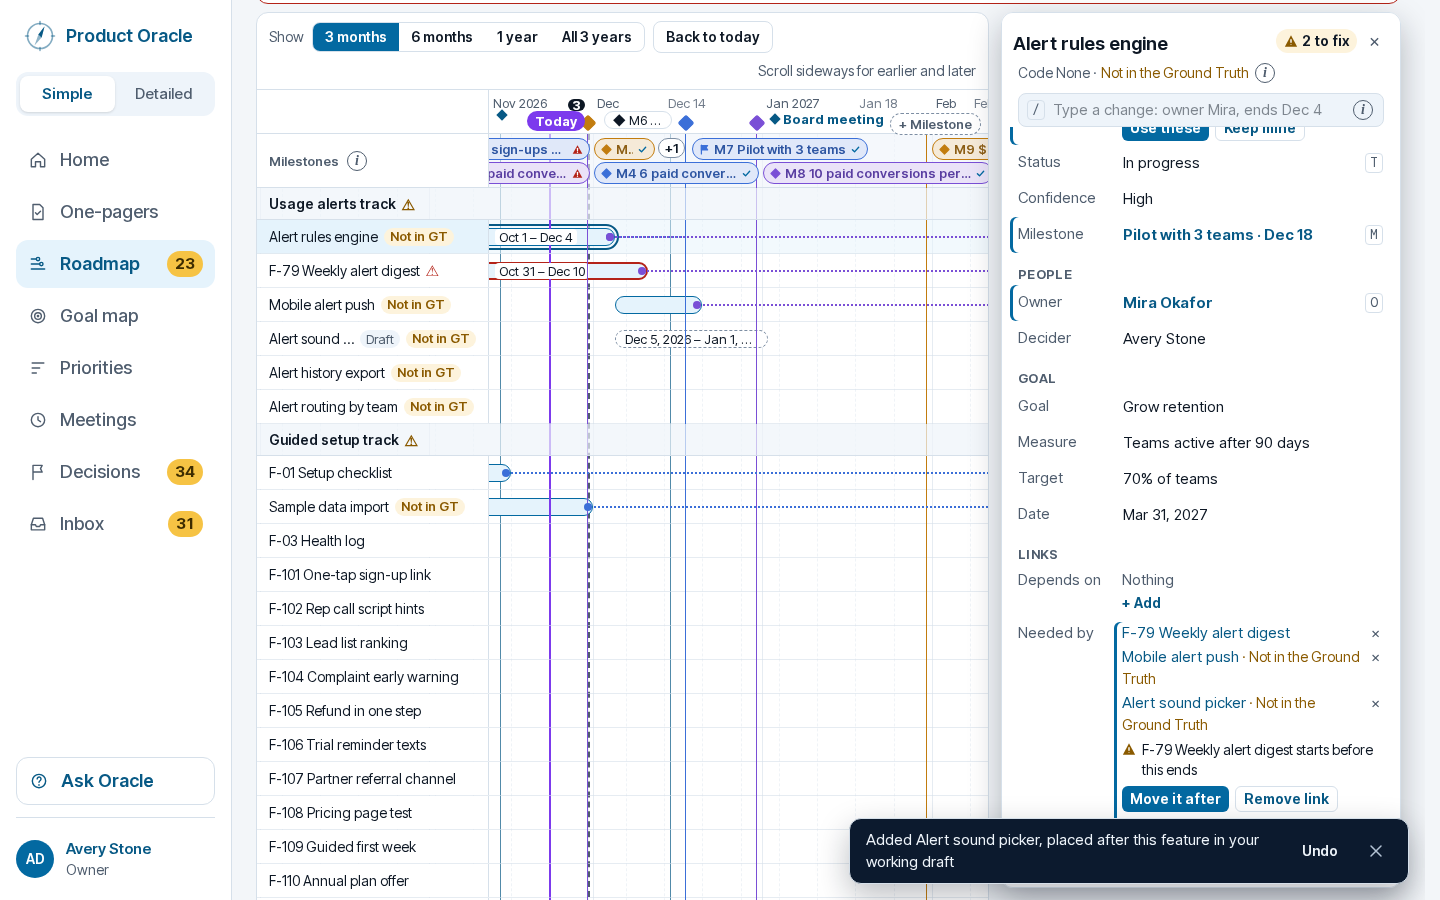 Product Oracle
Simple
Detailed
Home
One-pagers
Roadmap
23
Goal map
Priorities
Meetings
Decisions
34
Inbox
31
Ask Oracle
AD
Avery Stone
Owner
Show
3 months
6 months
1 year
All 3 years
Back to today
Scroll sideways for earlier and later
Nov 2026
3
Dec
Dec 14
Jan 2027
Jan 18
Feb
Fe
Today
M6 ...
Board meeting
+ Milestone
Milestones
i
sign-ups ...
M..
+1
M7 Pilot with 3 teams
M9 $
paid conve...
M4 6 paid conver...
M8 10 paid conversions per...
Usage alerts track
Alert rules engine
Not in GT
Oct 1 – Dec 4
F-79 Weekly alert digest
Oct 31 – Dec 10
Mobile alert push
Not in GT
Alert sound ...
Draft
Not in GT
Dec 5, 2026 – Jan 1, ...
Alert history export
Not in GT
Alert routing by team
Not in GT
Guided setup track
F-01 Setup checklist
Sample data import
Not in GT
F-03 Health log
F-101 One-tap sign-up link
F-102 Rep call script hints
F-103 Lead list ranking
F-104 Complaint early warning
F-105 Refund in one step
F-106 Trial reminder texts
F-107 Partner referral channel
F-108 Pricing page test
F-109 Guided first week
F-110 Annual plan offer
Alert rules engine
2 to fix
×
Code None · Not in the Ground Truth
i
/
Type a change: owner Mira, ends Dec 4
i
Use these
Keep mine
Status
In progress
T
Confidence
High
Milestone
Pilot with 3 teams · Dec 18
M
PEOPLE
Owner
Mira Okafor
O
Decider
Avery Stone
GOAL
Goal
Grow retention
Measure
Teams active after 90 days
Target
70% of teams
Date
Mar 31, 2027
LINKS
Depends on
Nothing
+ Add
Needed by
F-79 Weekly alert digest
×
Mobile alert push · Not in the Ground
Truth
×
Alert sound picker · Not in the
Ground Truth
×
F-79 Weekly alert digest starts before
this ends
Move it after
Remove link
Added Alert sound picker, placed after this feature in your
working draft
Undo